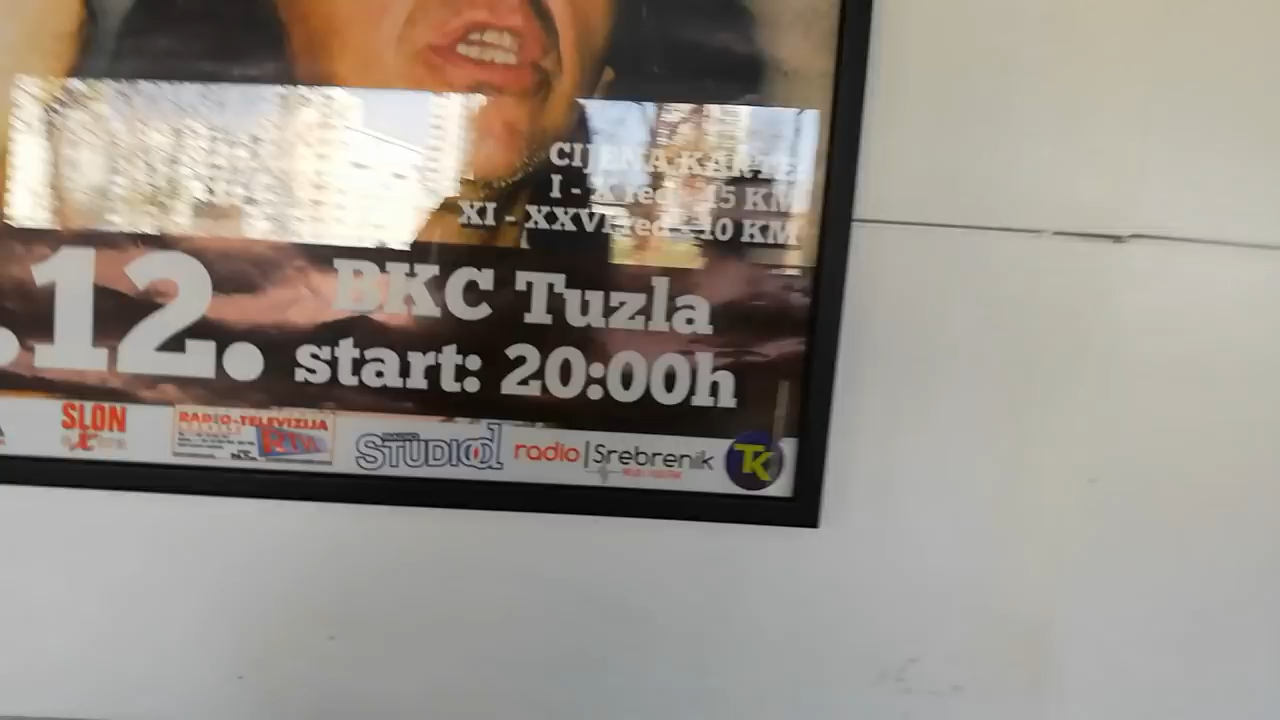 CIJENA KARTE
I - X red - 15 KM
XI - XXVI red - 10 KM
.12.
BKC Tuzla
start: 20:00h
SLON
RADIO-TELEVIZIJA
STUDIO d
radio Srebrenik
TK